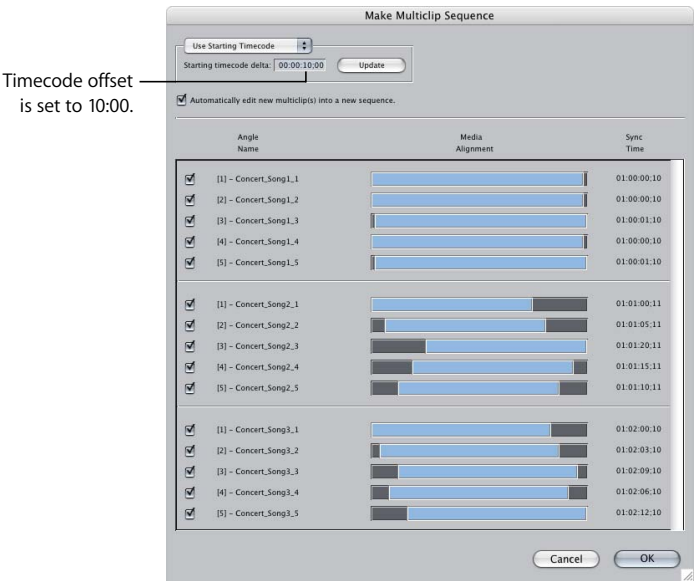 Make Multiclip Sequence
Use Starting Timecode
Starting timecode delta: 00:00:10;00 Update
Timecode offset
is set to 10:00.
Automatically edit new multiclip(s) into a new sequence.
Angle Name Media Alignment Sync Time
[1] – Concert_Song1_1 01:00:00;10
[2] – Concert_Song1_2 01:00:00;10
[3] – Concert_Song1_3 01:00:01;10
[4] – Concert_Song1_4 01:00:00;10
[5] – Concert_Song1_5 01:00:01;10
[1] – Concert_Song2_1 01:01:00;11
[2] – Concert_Song2_2 01:01:05;11
[3] – Concert_Song2_3 01:01:20;11
[4] – Concert_Song2_4 01:01:15;11
[5] – Concert_Song2_5 01:01:10;11
[1] – Concert_Song3_1 01:02:00;10
[2] – Concert_Song3_2 01:02:03;10
[3] – Concert_Song3_3 01:02:09;10
[4] – Concert_Song3_4 01:02:06;10
[5] – Concert_Song3_5 01:02:12;10
Cancel OK